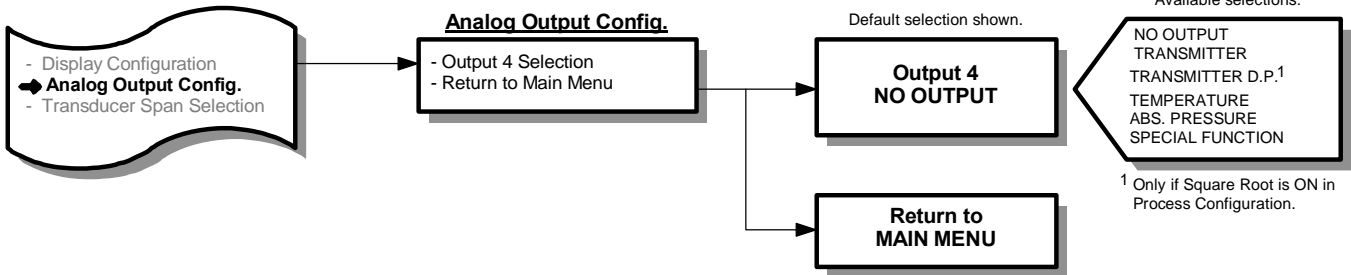 - Display Configuration
Analog Output Config.
- Transducer Span Selection
Analog Output Config.
- Output 4 Selection
- Return to Main Menu
Default selection shown.
Output 4
NO OUTPUT
Return to
MAIN MENU
Available selections:
NO OUTPUT
TRANSMITTER
TRANSMITTER D.P.1
TEMPERATURE
ABS. PRESSURE
SPECIAL FUNCTION
1 Only if Square Root is ON in
Process Configuration.